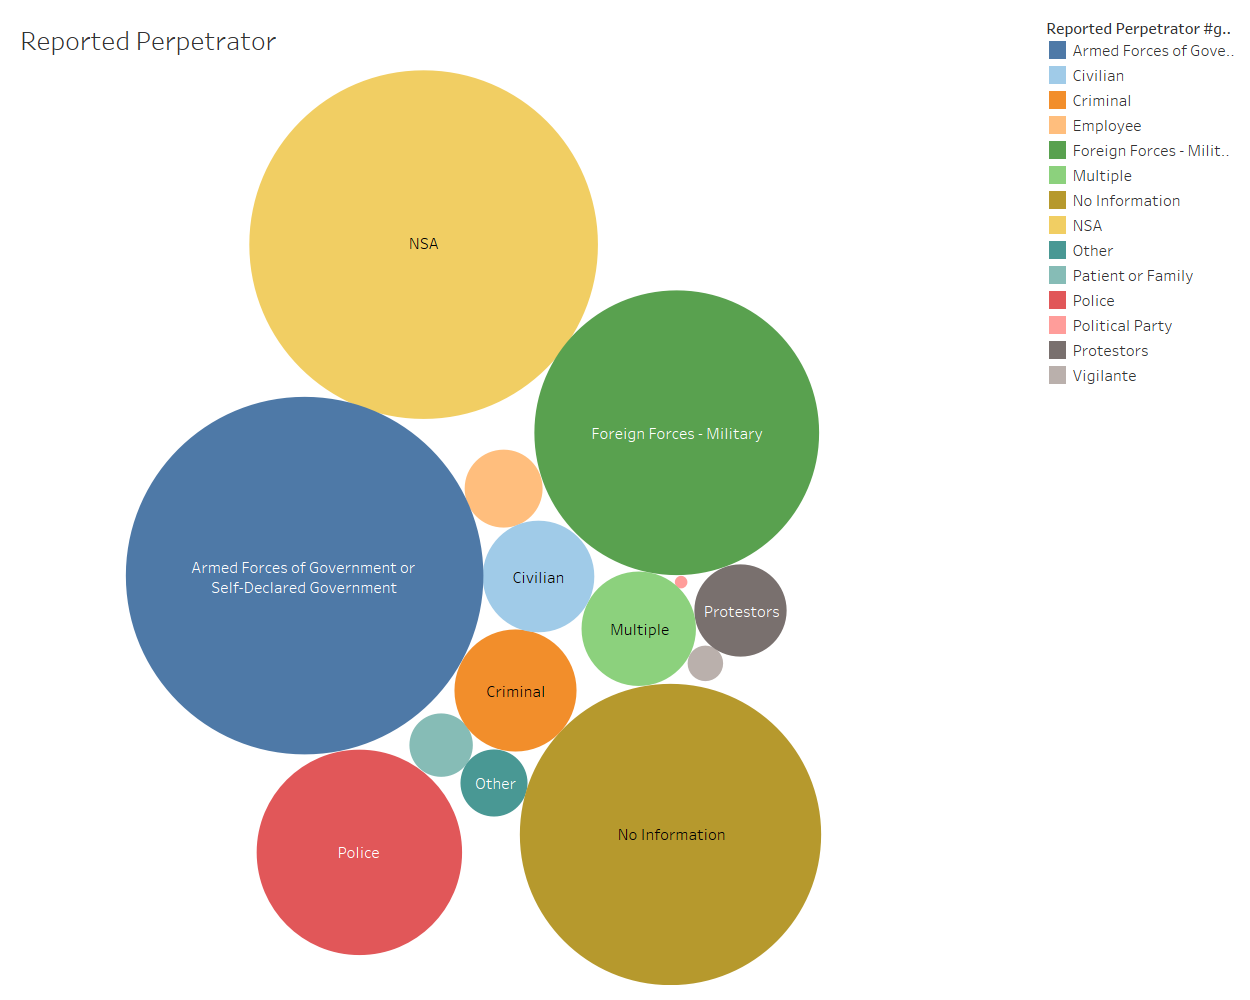 Reported Perpetrator
Reported Perpetrator #g..
Armed Forces of Gove..
Civilian
Criminal
Employee
Foreign Forces - Milit..
Multiple
No Information
NSA
Other
Patient or Family
Police
Political Party
Protestors
Vigilante
NSA
Foreign Forces - Military
Armed Forces of Government or
Self-Declared Government
Civilian
Multiple
Protestors
Criminal
Other
No Information
Police